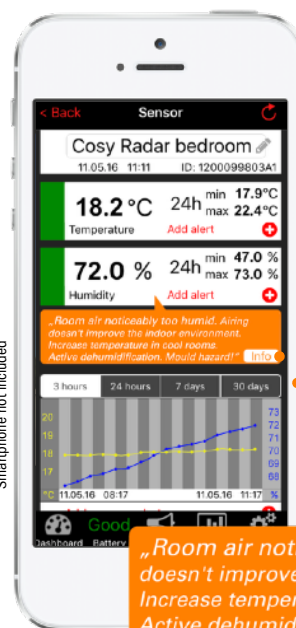 < Back Sensor
Cosy Radar bedroom
11.05.16 11:11 ID: 1200099803A1
18.2 °C 24h min 17.9°C
max 22.4°C
Temperature Add alert
72.0 % 24h min 47.0 %
max 73.0 %
Humidity Add alert
„Room air noticeably too humid. Airing
doesn't improve the indoor environment.
Increase temperature in cool rooms.
Active dehumidification. Mould hazard!" Info
3 hours 24 hours 7 days 30 days
20
19
18
17
°C
73
72
71
70
69
68
%
11.05.16 08:17 11.05.16 11:17
Good
Dashboard Battery
Smartphone not included
„Room air noti
doesn't improve
Increase temper
Active dehumid